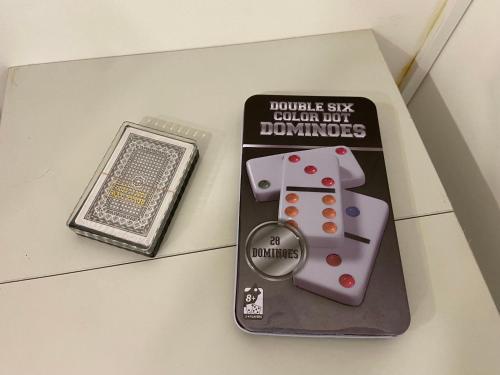 DOUBLE SIX
COLOR DOT
DOMINOES
28
DOMINOES
8+